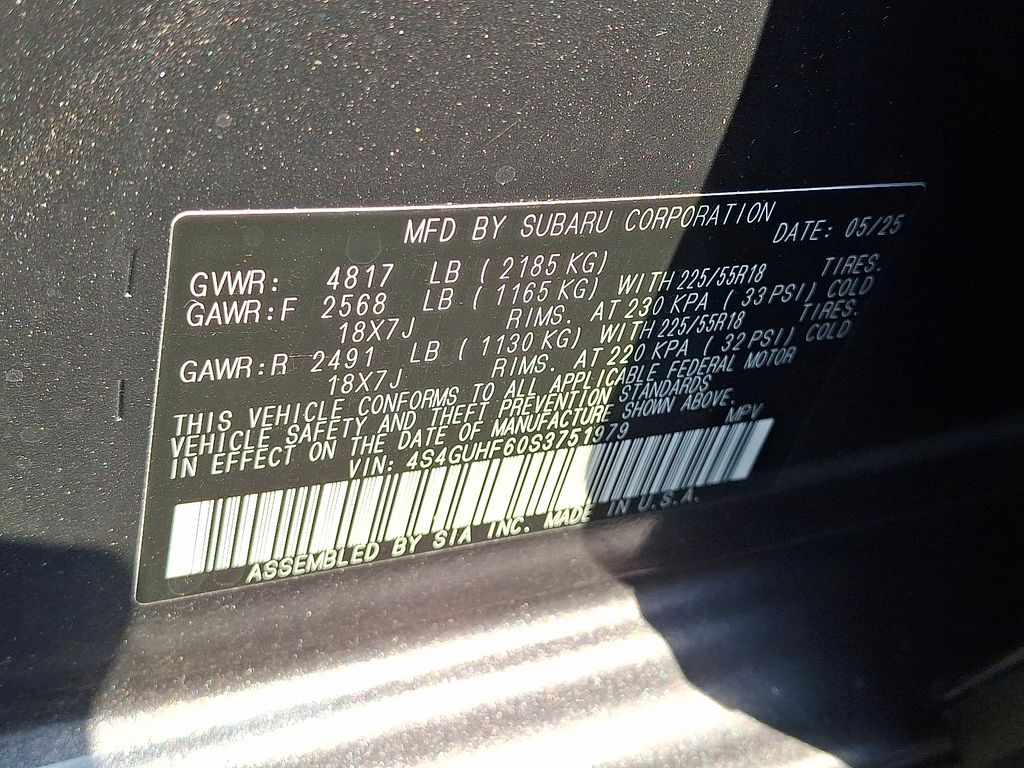 MFD BY SUBARU CORPORATION DATE: 05/25
GVWR: 4817 LB ( 2185 KG)
GAWR:F 2568 LB ( 1165 KG) WITH 225/55R18 TIRES.
18X7J RIMS. AT 230 KPA ( 33 PSI) COLD
GAWR:R 2491 LB ( 1130 KG) WITH 225/55R18 TIRES.
18X7J RIMS. AT 220 KPA ( 32 PSI) COLD
THIS VEHICLE CONFORMS TO ALL APPLICABLE FEDERAL MOTOR
VEHICLE SAFETY AND THEFT PREVENTION STANDARDS
IN EFFECT ON THE DATE OF MANUFACTURE SHOWN ABOVE.
VIN: 4S4GUHF60S3751979 MPV
ASSEMBLED BY SIA INC. MADE IN U.S.A.